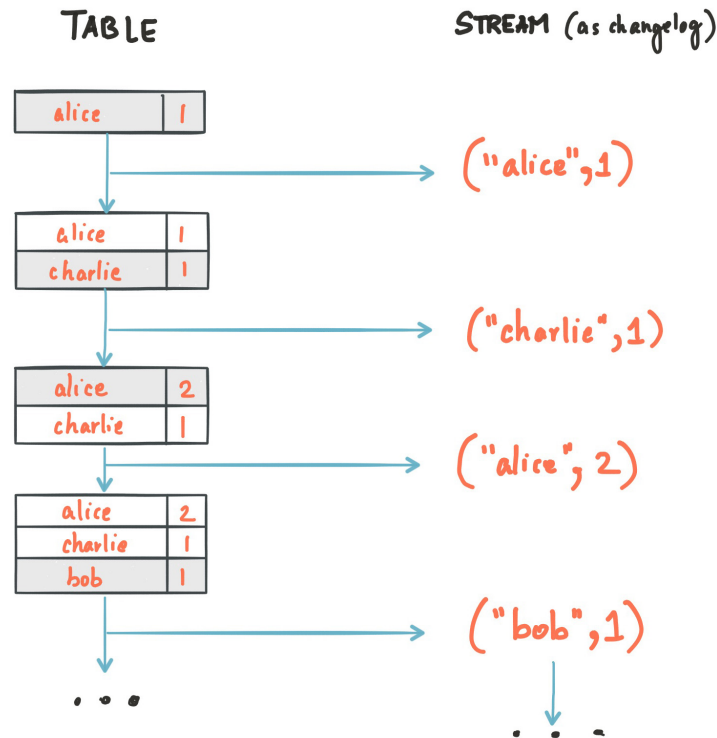 TABLE STREAM (as changelog)
alice 1
("alice",1)
alice 1
charlie 1
("charlie",1)
alice 2
charlie 1
("alice", 2)
alice 2
charlie 1
bob 1
("bob",1)
...
...